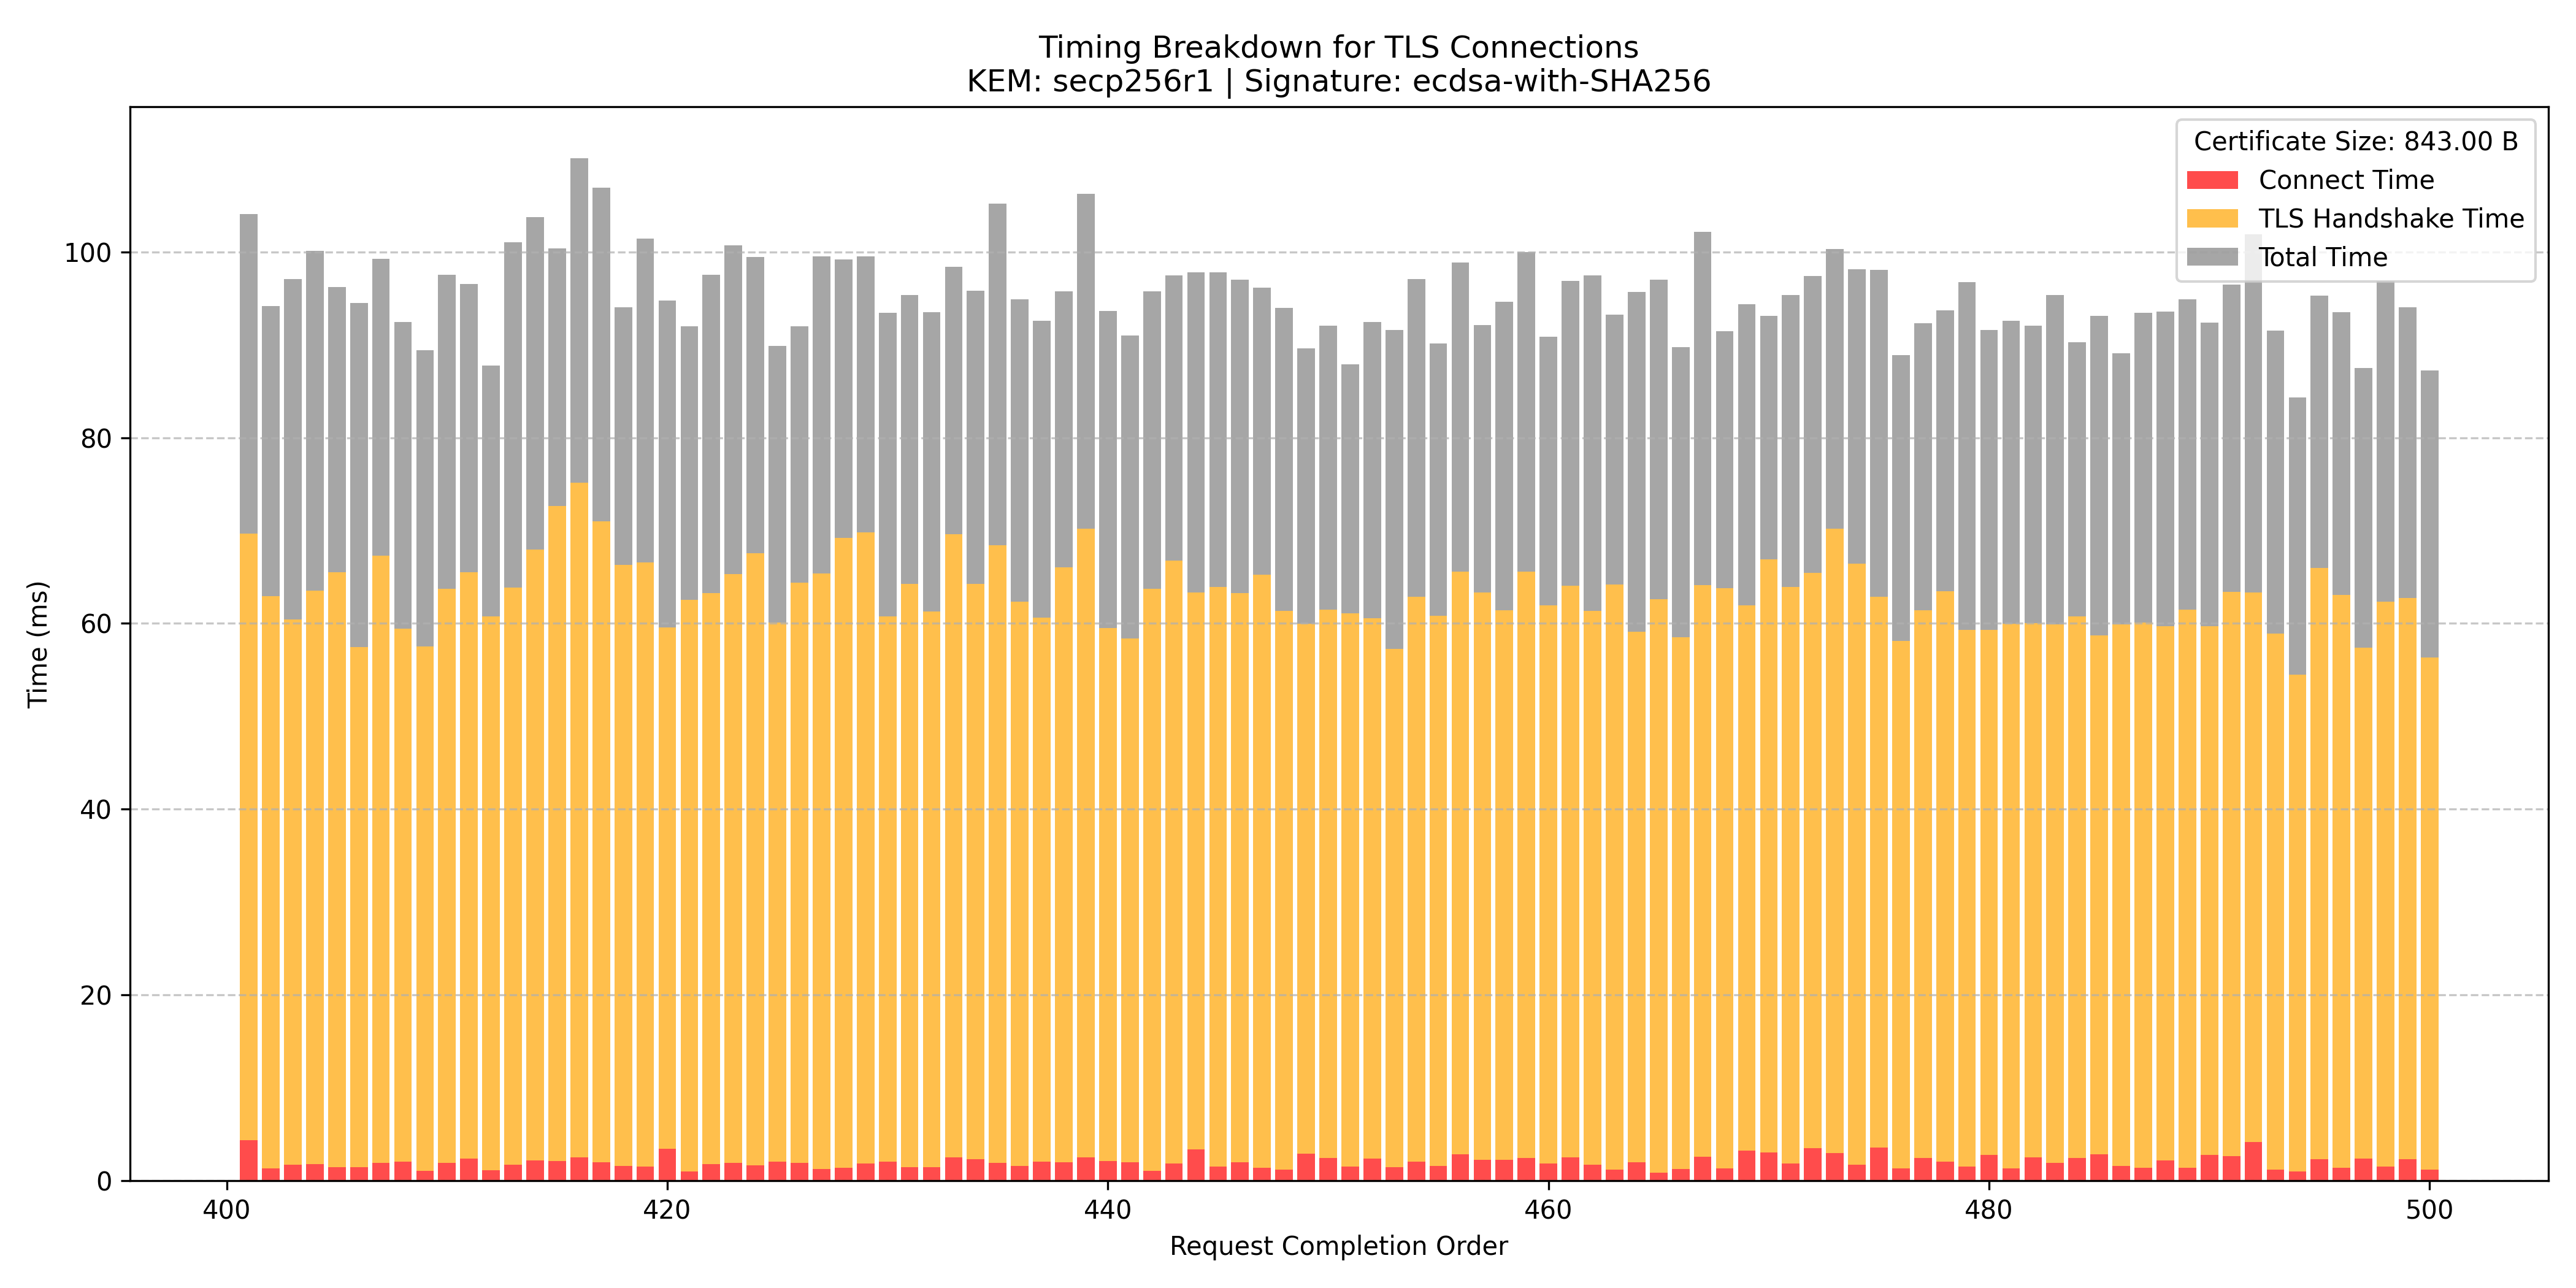 Timing Breakdown for TLS Connections
KEM: secp256r1 | Signature: ecdsa-with-SHA256
Certificate Size: 843.00 B
Connect Time
TLS Handshake Time
Total Time
Time (ms)
100
80
60
40
20
0
400 420 440 460 480 500
Request Completion Order